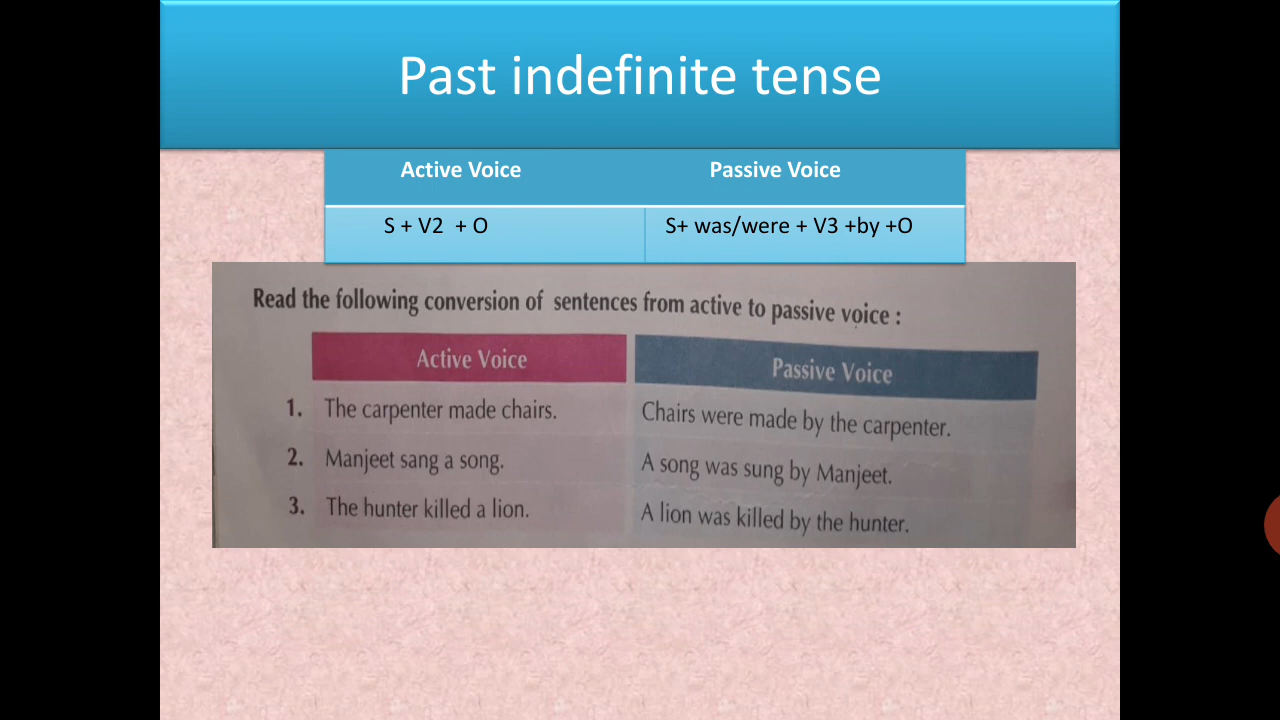 Past indefinite tense
Active Voice Passive Voice
S + V2 + O S+ was/were + V3 +by +O
Read the following conversion of sentences from active to passive voice :
Active Voice Passive Voice
1. The carpenter made chairs. Chairs were made by the carpenter.
2. Manjeet sang a song. A song was sung by Manjeet.
3. The hunter killed a lion. A lion was killed by the hunter.